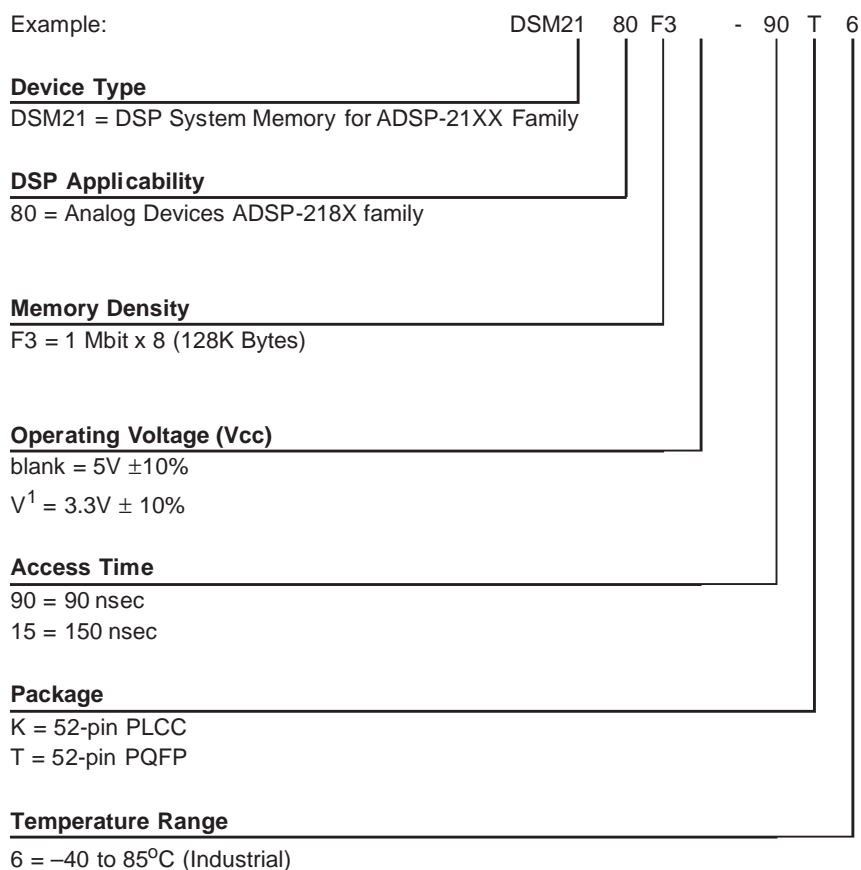 Example: DSM21 80 F3 - 90 T 6
Device Type
DSM21 = DSP System Memory for ADSP-21XX Family
DSP Applicability
80 = Analog Devices ADSP-218X family
Memory Density
F3 = 1 Mbit x 8 (128K Bytes)
Operating Voltage (Vcc)
blank = 5V ±10%
V¹ = 3.3V ± 10%
Access Time
90 = 90 nsec
15 = 150 nsec
Package
K = 52-pin PLCC
T = 52-pin PQFP
Temperature Range
6 = –40 to 85ºC (Industrial)